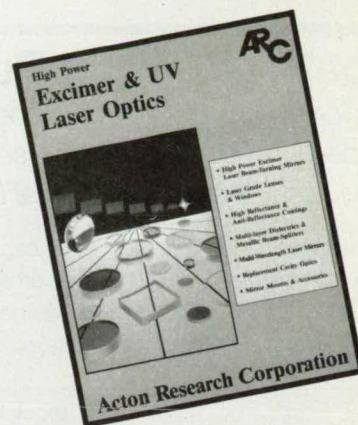 ARC
High Power
Excimer & UV
Laser Optics
• High Power Excimer
Laser Beam-Turning Mirrors
• Laser Grade Lenses
& Windows
• High Reflectance &
Anti-Reflectance Coatings
• Multi-layer Dielectrics &
Metallic Beam-Splitters
• Multi-Wavelength Laser Mirrors
• Replacement Cavity Optics
• Mirror Mounts & Accessories
Acton Research Corporation